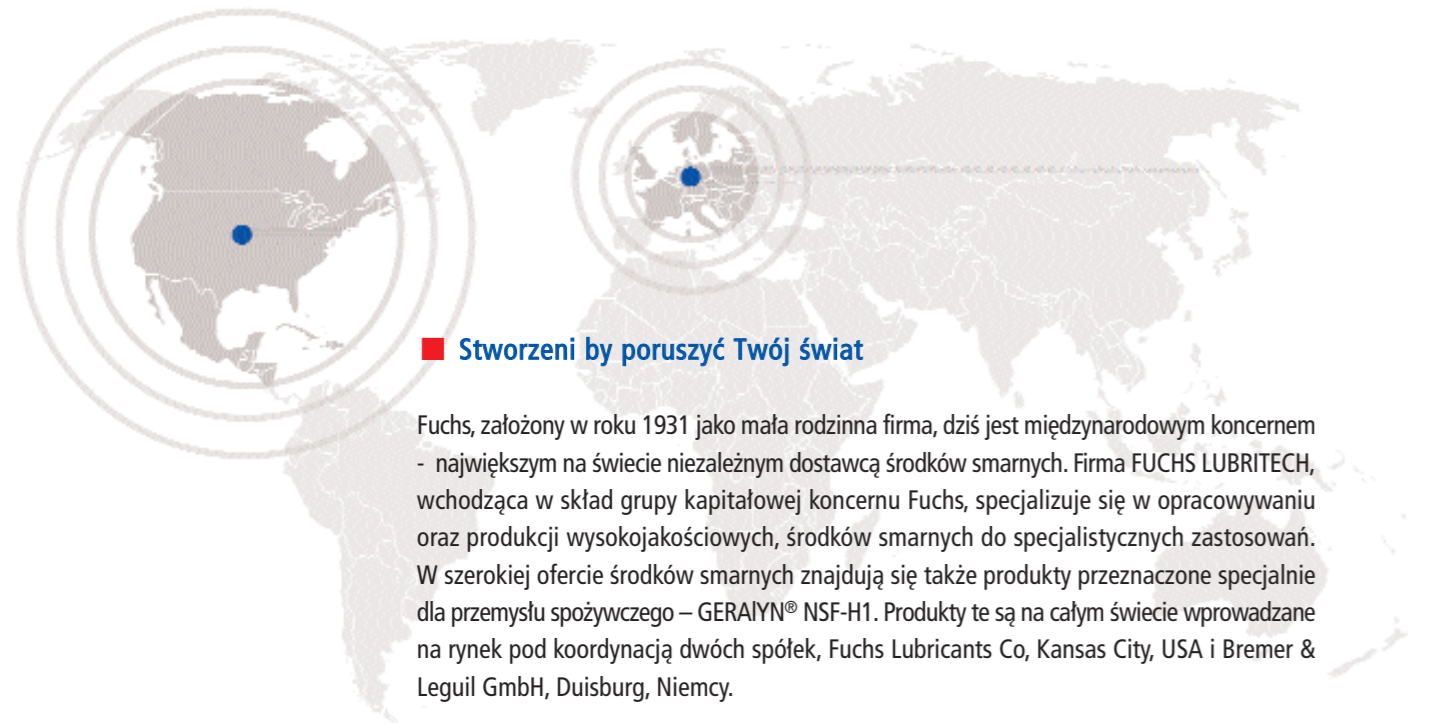 Stworzeni by poruszyć Twój świat
Fuchs, założony w roku 1931 jako mała rodzinna firma, dziś jest międzynarodowym koncernem
- największym na świecie niezależnym dostawcą środków smarnych. Firma FUCHS LUBRITECH,
wchodząca w skład grupy kapitałowej koncernu Fuchs, specjalizuje się w opracowywaniu
oraz produkcji wysokojakościowych, środków smarnych do specjalistycznych zastosowań.
W szerokiej ofercie środków smarnych znajdują się także produkty przeznaczone specjalnie
dla przemysłu spożywczego – GERAlYN® NSF-H1. Produkty te są na całym świecie wprowadzane
na rynek pod koordynacją dwóch spółek, Fuchs Lubricants Co, Kansas City, USA i Bremer &
Leguil GmbH, Duisburg, Niemcy.